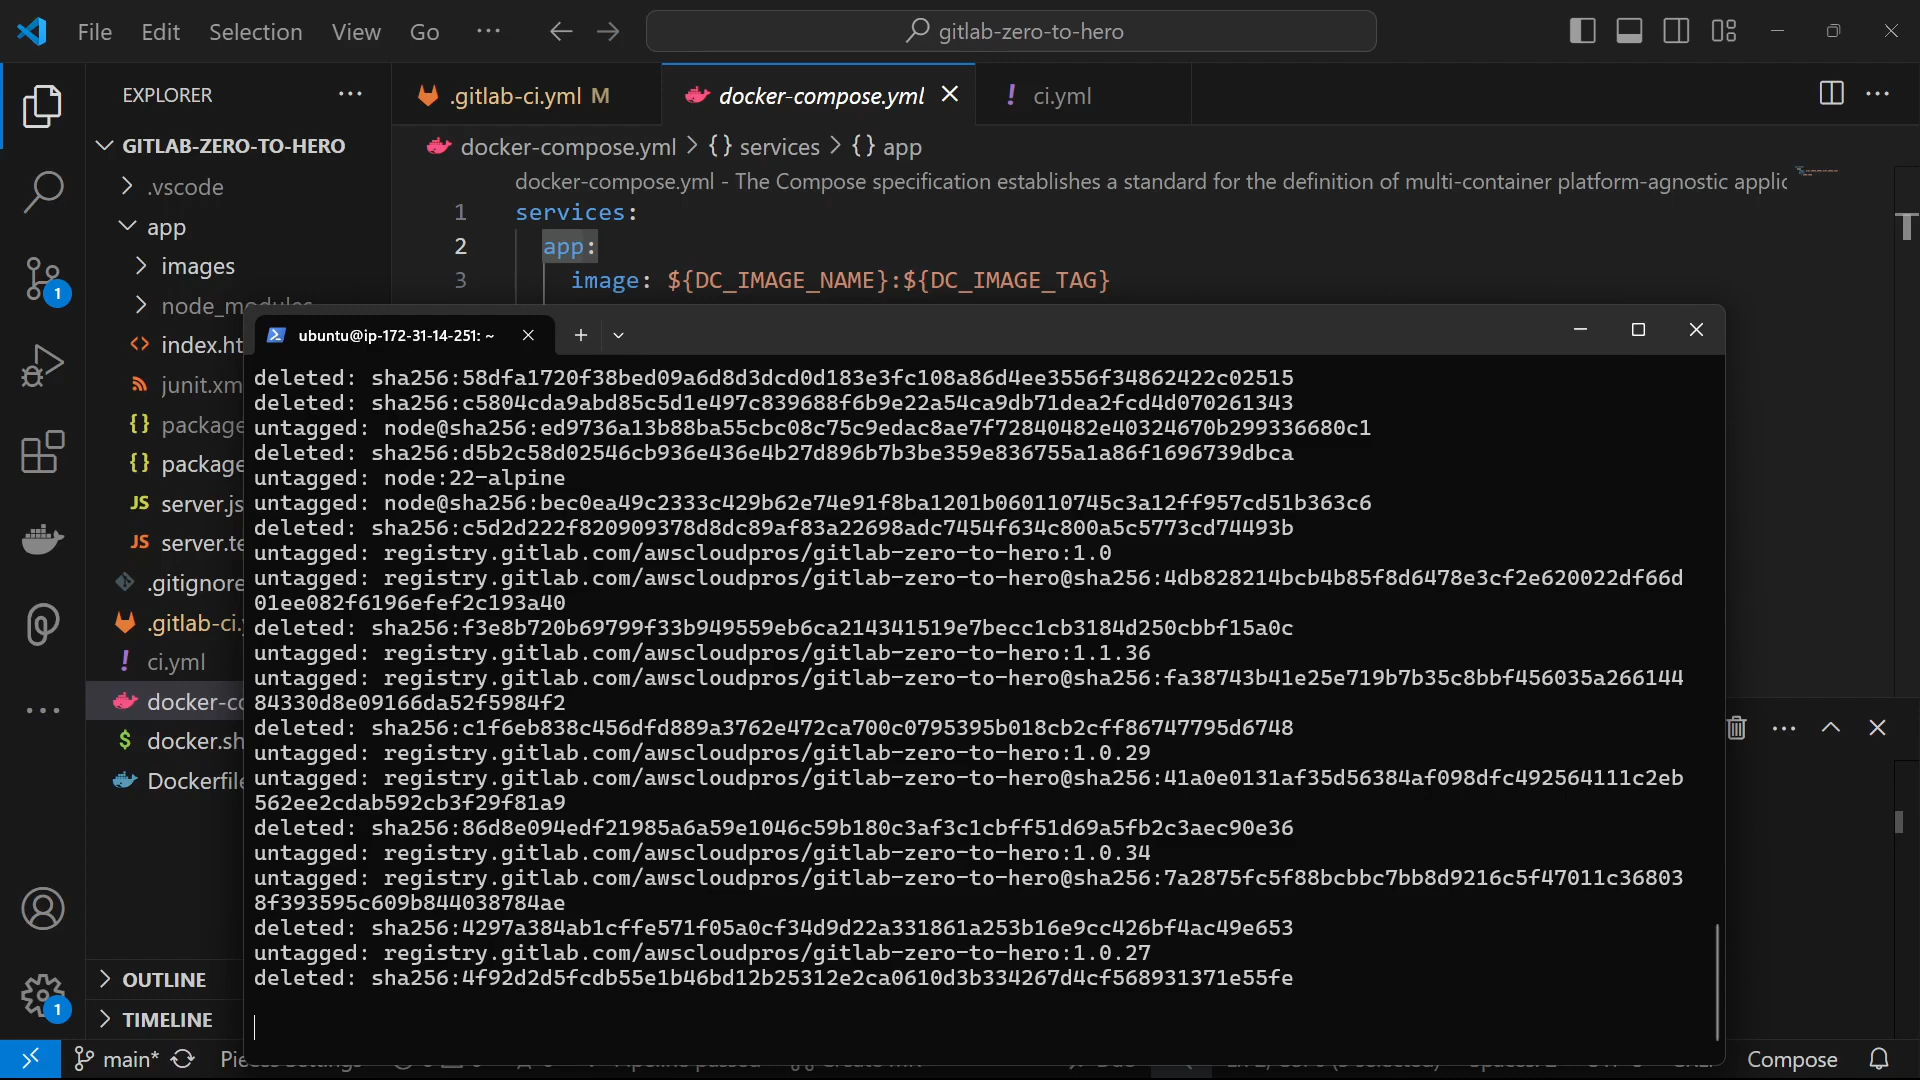 File Edit Selection View Go ··· gitlab-zero-to-hero
EXPLORER
.gitlab-ci.yml M docker-compose.yml ci.yml
GITLAB-ZERO-TO-HERO
docker-compose.yml > {} services > {} app
.vscode
docker-compose.yml - The Compose specification establishes a standard for the definition of multi-container platform-agnostic applic
app
1 services:
2 app:
images
3 image: ${DC_IMAGE_NAME}:${DC_IMAGE_TAG}
1
node_modules
index.ht
ubuntu@ip-172-31-14-251: ~
junit.xm
package
package
JS server.js
JS server.te
.gitignore
.gitlab-ci.y
ci.yml
docker-co
docker.sh
Dockerfile
deleted: sha256:58dfa1720f38bed09a6d8d3dcd0d183e3fc108a86d4ee3556f34862422c02515
deleted: sha256:c5804cda9abd85c5d1e497c839688f6b9e22a54ca9db71dea2fcd4d070261343
untagged: node@sha256:ed9736a13b88ba55cbc08c75c9edac8ae7f72840482e40324670b299336680c1
deleted: sha256:d5b2c58d02546cb936e436e4b27d896b7b3be359e836755a1a86f1696739dbca
untagged: node:22-alpine
untagged: node@sha256:bec0ea49c2333c429b62e74e91f8ba1201b060110745c3a12ff957cd51b363c6
deleted: sha256:c5d2d222f820909378d8dc89af83a22698adc7454f634c800a5c5773cd74493b
untagged: registry.gitlab.com/awscloudpros/gitlab-zero-to-hero:1.0
untagged: registry.gitlab.com/awscloudpros/gitlab-zero-to-hero@sha256:4db828214bcb4b85f8d6478e3cf2e620022df66d
01ee082f6196efef2c193a40
deleted: sha256:f3e8b720b69799f33b949559eb6ca214341519e7becc1cb3184d250cbbf15a0c
untagged: registry.gitlab.com/awscloudpros/gitlab-zero-to-hero:1.1.36
untagged: registry.gitlab.com/awscloudpros/gitlab-zero-to-hero@sha256:fa38743b41e25e719b7b35c8bbf456035a266144
84330d8e09166da52f5984f2
deleted: sha256:c1f6eb838c456dfd889a3762e472ca700c0795395b018cb2cff86747795d6748
untagged: registry.gitlab.com/awscloudpros/gitlab-zero-to-hero:1.0.29
untagged: registry.gitlab.com/awscloudpros/gitlab-zero-to-hero@sha256:41a0e0131af35d56384af098dfc492564111c2eb
562ee2cdab592cb3f29f81a9
deleted: sha256:86d8e094edf21985a6a59e1046c59b180c3af3c1cbff51d69a5fb2c3aec90e36
untagged: registry.gitlab.com/awscloudpros/gitlab-zero-to-hero:1.0.34
untagged: registry.gitlab.com/awscloudpros/gitlab-zero-to-hero@sha256:7a2875fc5f88bcbbc7bb8d9216c5f47011c36803
8f393595c609b844038784ae
deleted: sha256:4297a384ab1cffe571f05a0cf34d9d22a331861a253b16e9cc426bf4ac49e653
untagged: registry.gitlab.com/awscloudpros/gitlab-zero-to-hero:1.0.27
deleted: sha256:4f92d2d5fcdb55e1b46bd12b25312e2ca0610d3b334267d4cf568931371e55fe
OUTLINE
1
TIMELINE
main* Compose